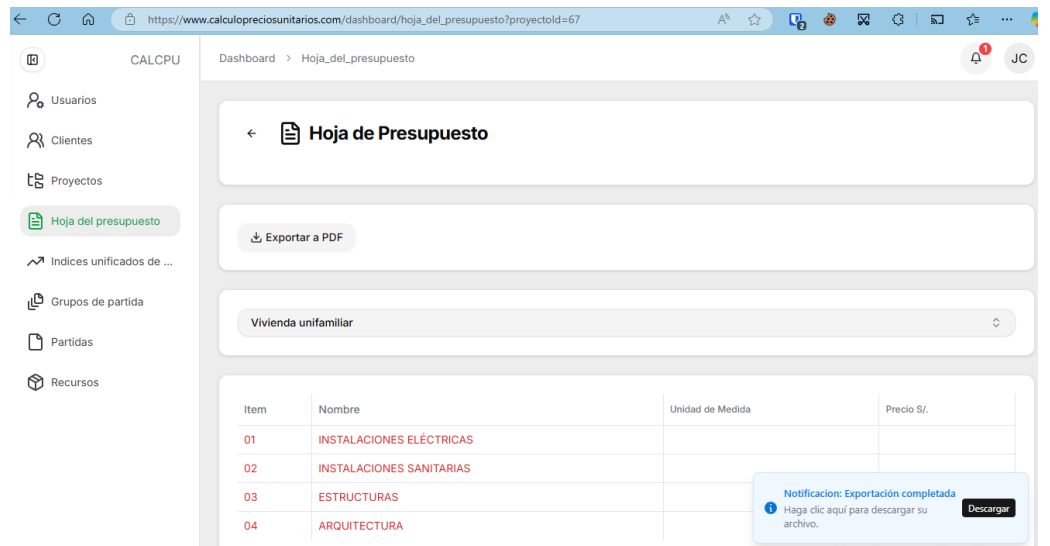 https://www.calculopreciosunitarios.com/dashboard/hoja_del_presupuesto?proyectoId=67
2
CALCPU
Dashboard > Hoja_del_presupuesto
1
JC
Usuarios
Clientes
Proyectos
Hoja del presupuesto
Indices unificados de ...
Grupos de partida
Partidas
Recursos
Hoja de Presupuesto
Exportar a PDF
Vivienda unifamiliar
Item Nombre Unidad de Medida Precio S/.
01 INSTALACIONES ELÉCTRICAS
02 INSTALACIONES SANITARIAS
03 ESTRUCTURAS
04 ARQUITECTURA
Notificacion: Exportación completada
Haga clic aquí para descargar su
archivo.
Descargar